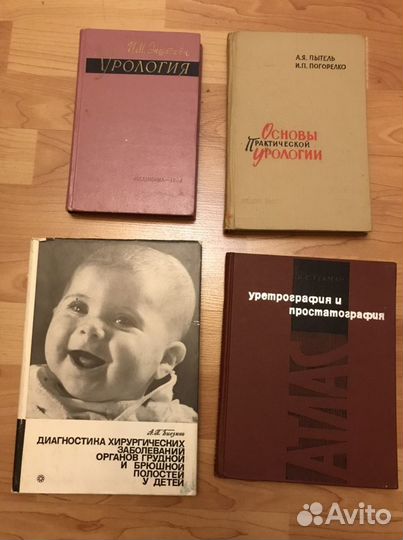 УРОЛОГИЯ
А.Я. ПЫТЕЛЬ
И.П. ПОГОРЕЛКО
ОСНОВЫ
ПРАКТИЧЕСКОЙ
УРОЛОГИИ
ДИАГНОСТИКА ХИРУРГИЧЕСКИХ
ЗАБОЛЕВАНИЙ
ОРГАНОВ ГРУДНОЙ
И БРЮШНОЙ
ПОЛОСТЕЙ
У ДЕТЕЙ
уретрография и
простатография
АТЛАС
Avito